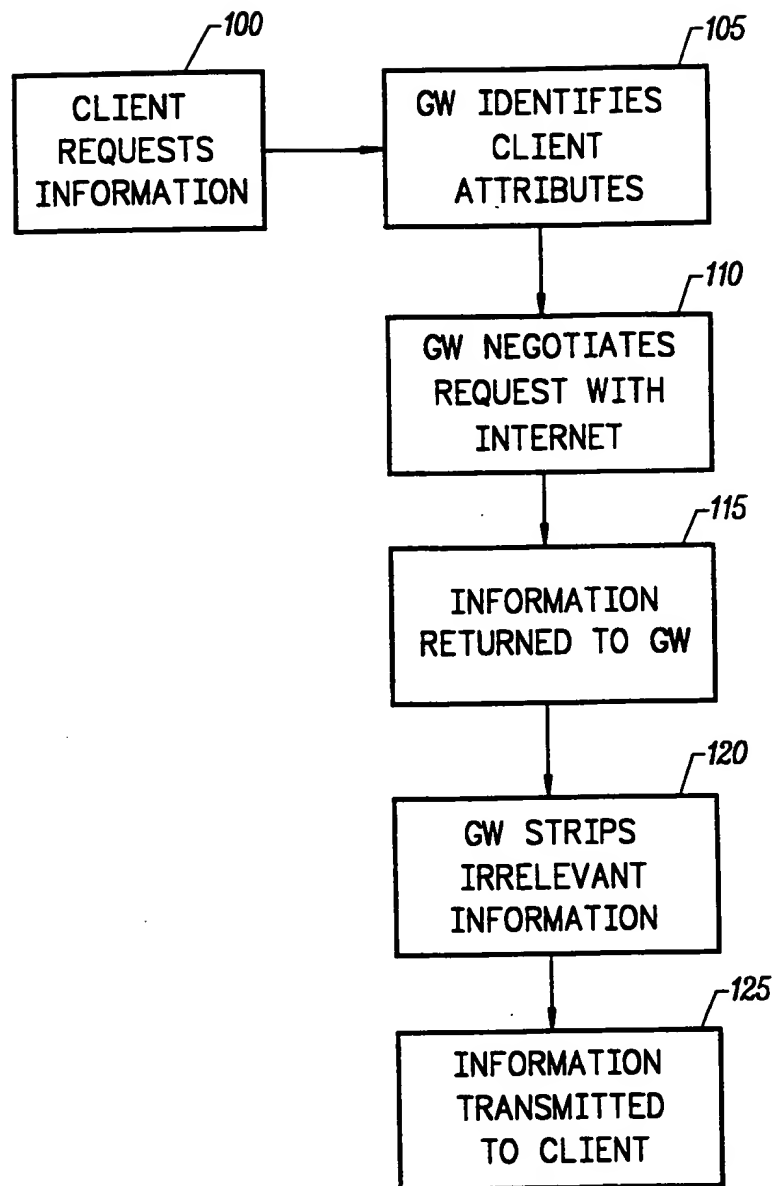 100
CLIENT
REQUESTS
INFORMATION
105
GW IDENTIFIES
CLIENT
ATTRIBUTES
110
GW NEGOTIATES
REQUEST WITH
INTERNET
115
INFORMATION
RETURNED TO GW
120
GW STRIPS
IRRELEVANT
INFORMATION
125
INFORMATION
TRANSMITTED
TO CLIENT